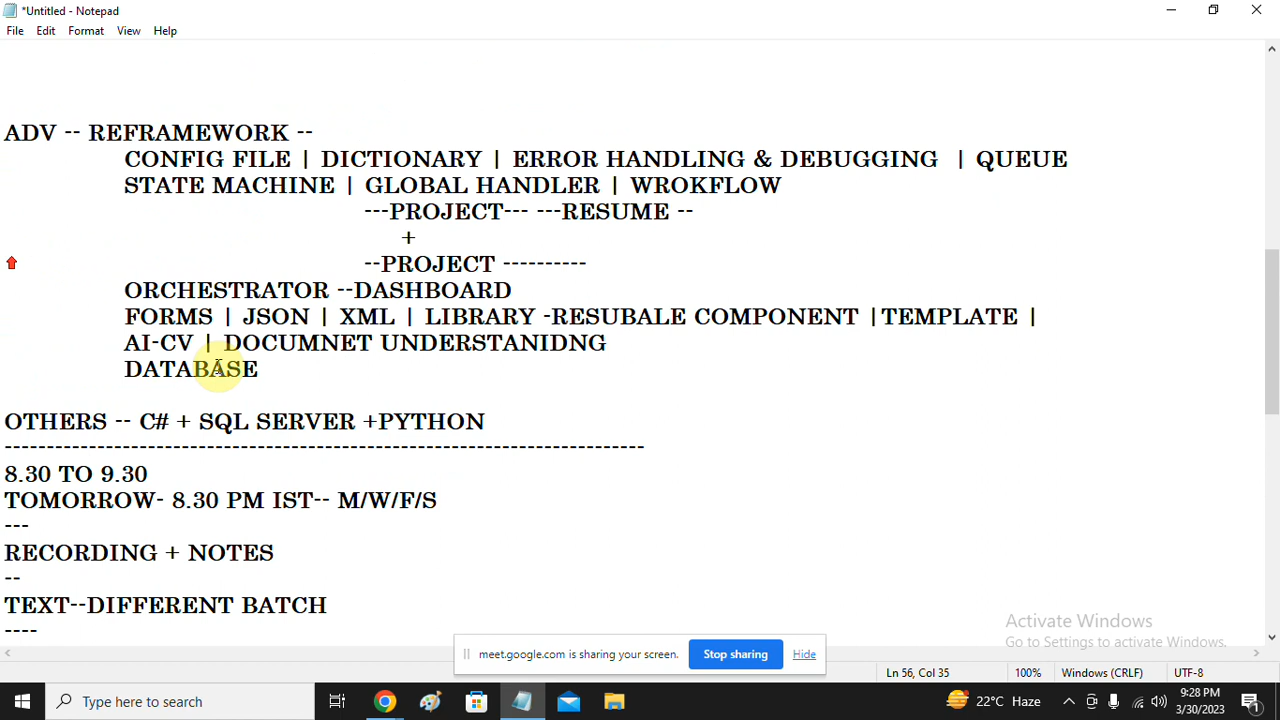 *Untitled - Notepad
File Edit Format View Help
ADV -- REFRAMEWORK --
CONFIG FILE | DICTIONARY | ERROR HANDLING & DEBUGGING | QUEUE
STATE MACHINE | GLOBAL HANDLER | WROKFLOW
---PROJECT--- ---RESUME --
+
--PROJECT ----------
ORCHESTRATOR --DASHBOARD
FORMS | JSON | XML | LIBRARY -RESUBALE COMPONENT |TEMPLATE |
AI-CV | DOCUMNET UNDERSTANIDNG
DATABASE
OTHERS -- C# + SQL SERVER +PYTHON
----------------------------------------------------------------------------
8.30 TO 9.30
TOMORROW- 8.30 PM IST-- M/W/F/S
---
RECORDING + NOTES
--
TEXT--DIFFERENT BATCH
----
Activate Windows
Go to Settings to activate Windows.
meet.google.com is sharing your screen. Stop sharing Hide
Ln 56, Col 35 100% Windows (CRLF) UTF-8
Type here to search 22°C Haze 9:28 PM
3/30/2023 1